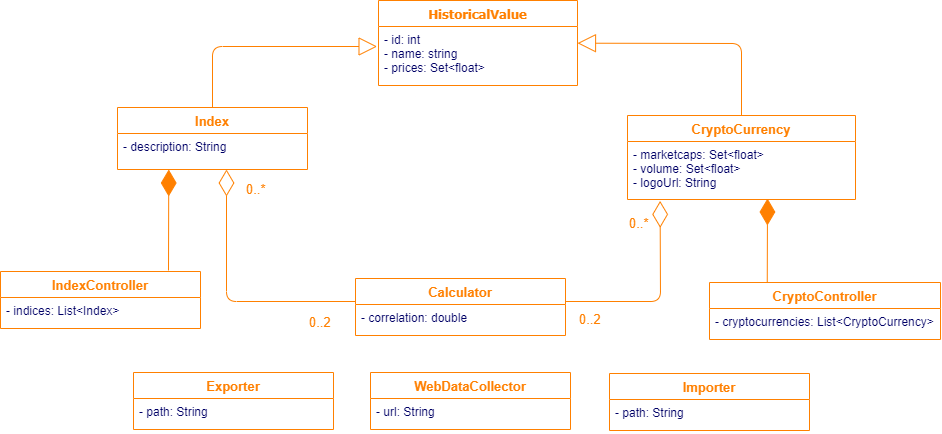 HistoricalValue
- id: int
- name: string
- prices: Set<float>
Index
- description: String
CryptoCurrency
- marketcaps: Set<float>
- volume: Set<float>
- logoUrl: String
0..*
0..*
IndexController
- indices: List<Index>
Calculator
- correlation: double
CryptoController
- cryptocurrencies: List<CryptoCurrency>
0..2
0..2
Exporter
- path: String
WebDataCollector
- url: String
Importer
- path: String